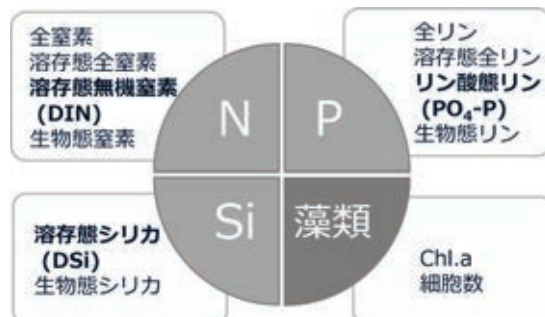 全窒素
溶存態全窒素
溶存態無機窒素
(DIN)
生物態窒素
N
P
全リン
溶存態全リン
リン酸態リン
(PO₄-P)
生物態リン
溶存態シリカ
(DSi)
生物態シリカ
Si
藻類
Chl.a
細胞数